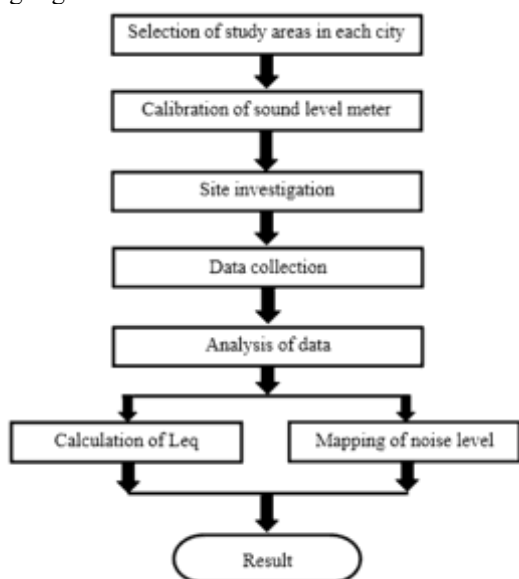 Selection of study areas in each city
Calibration of sound level meter
Site investigation
Data collection
Analysis of data
Calculation of Leq
Mapping of noise level
Result